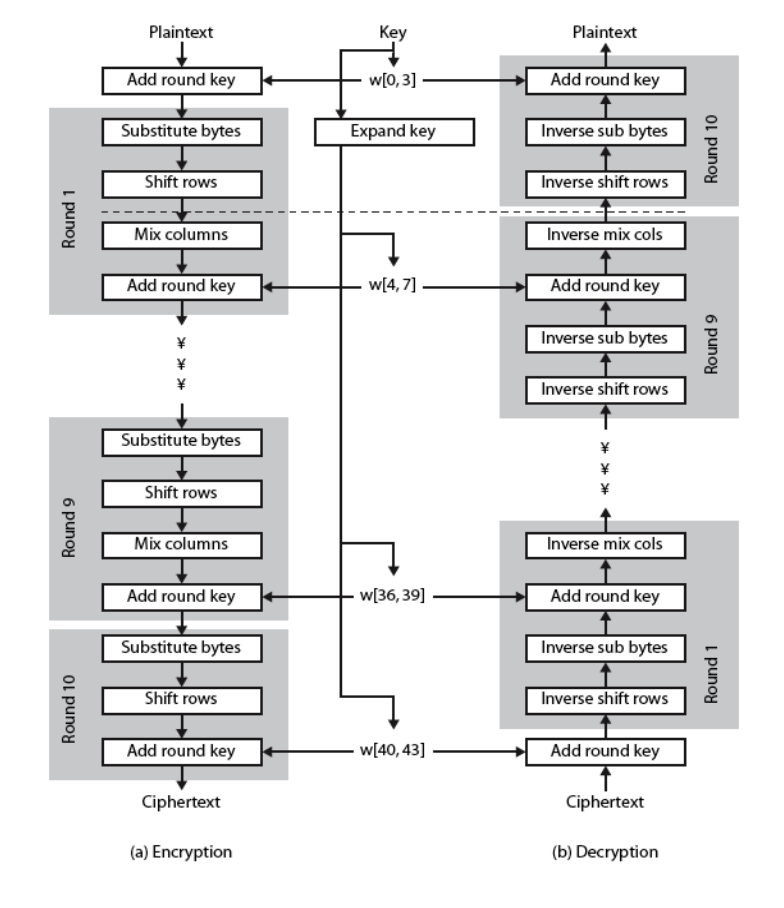 Plaintext
Key
Plaintext
Add round key
w[0, 3]
Add round key
Substitute bytes
Expand key
Inverse sub bytes
Round 10
Shift rows
Inverse shift rows
Round 1
Mix columns
Inverse mix cols
Add round key
w[4, 7]
Add round key
¥
Inverse sub bytes
Round 9
¥
¥
Inverse shift rows
Substitute bytes
¥
¥
¥
Shift rows
Round 9
Mix columns
Inverse mix cols
Add round key
w[36, 39]
Add round key
Substitute bytes
Inverse sub bytes
Round 1
Shift rows
Inverse shift rows
Round 10
Add round key
w[40, 43]
Add round key
Ciphertext
Ciphertext
(a) Encryption
(b) Decryption